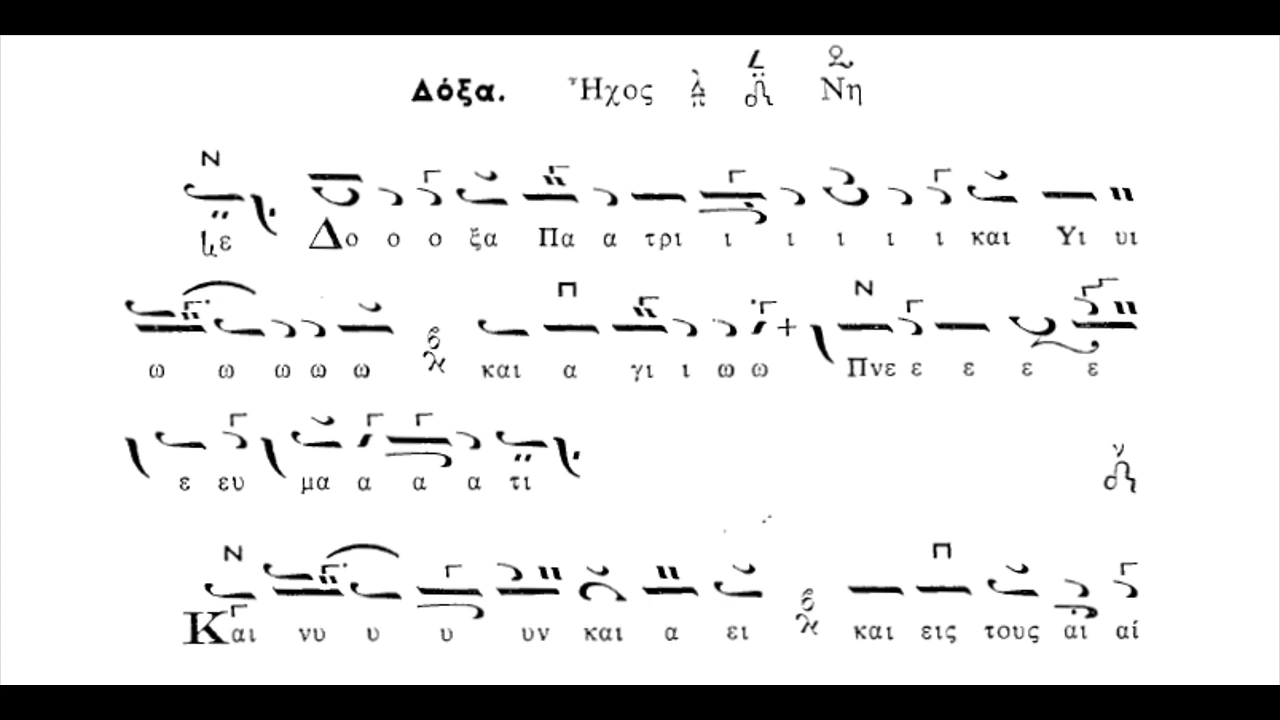 Δόξα. Ἦχος λ π Νη
Ν
με Δο ο ο ξα Πα α τρι ι ι ι ι ι και Υι υι
Π Ν
ω ω ω ω ω και α γι ι ω ω Πνε ε ε ε ε
ε ευ μα α α α τι
ν
Ν Π
Και νυ υ υ υν και α ει και εις τους αι αί